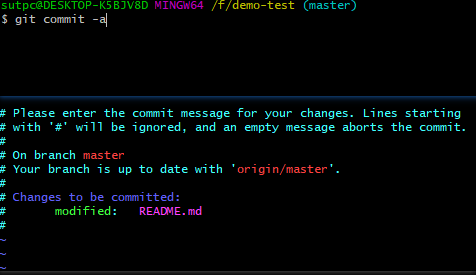 sutpc@DESKTOP-K5BJV8D MINGW64 /f/demo-test (master)
$ git commit -a
# Please enter the commit message for your changes. Lines starting
# with '#' will be ignored, and an empty message aborts the commit.
#
# On branch master
# Your branch is up to date with 'origin/master'.
#
# Changes to be committed:
#       modified:   README.md
#
~
~
~